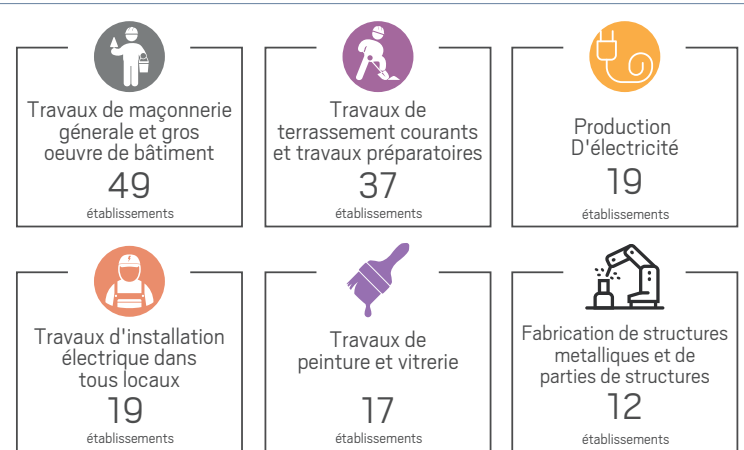 Travaux de maçonnerie
génerale et gros
oeuvre de bâtiment
49
établissements
Travaux de
terrassement courants
et travaux préparatoires
37
établissements
Production
D'électricité
19
établissements
Travaux d'installation
électrique dans
tous locaux
19
établissements
Travaux de
peinture et vitrerie
17
établissements
Fabrication de structures
metalliques et de
parties de structures
12
établissements